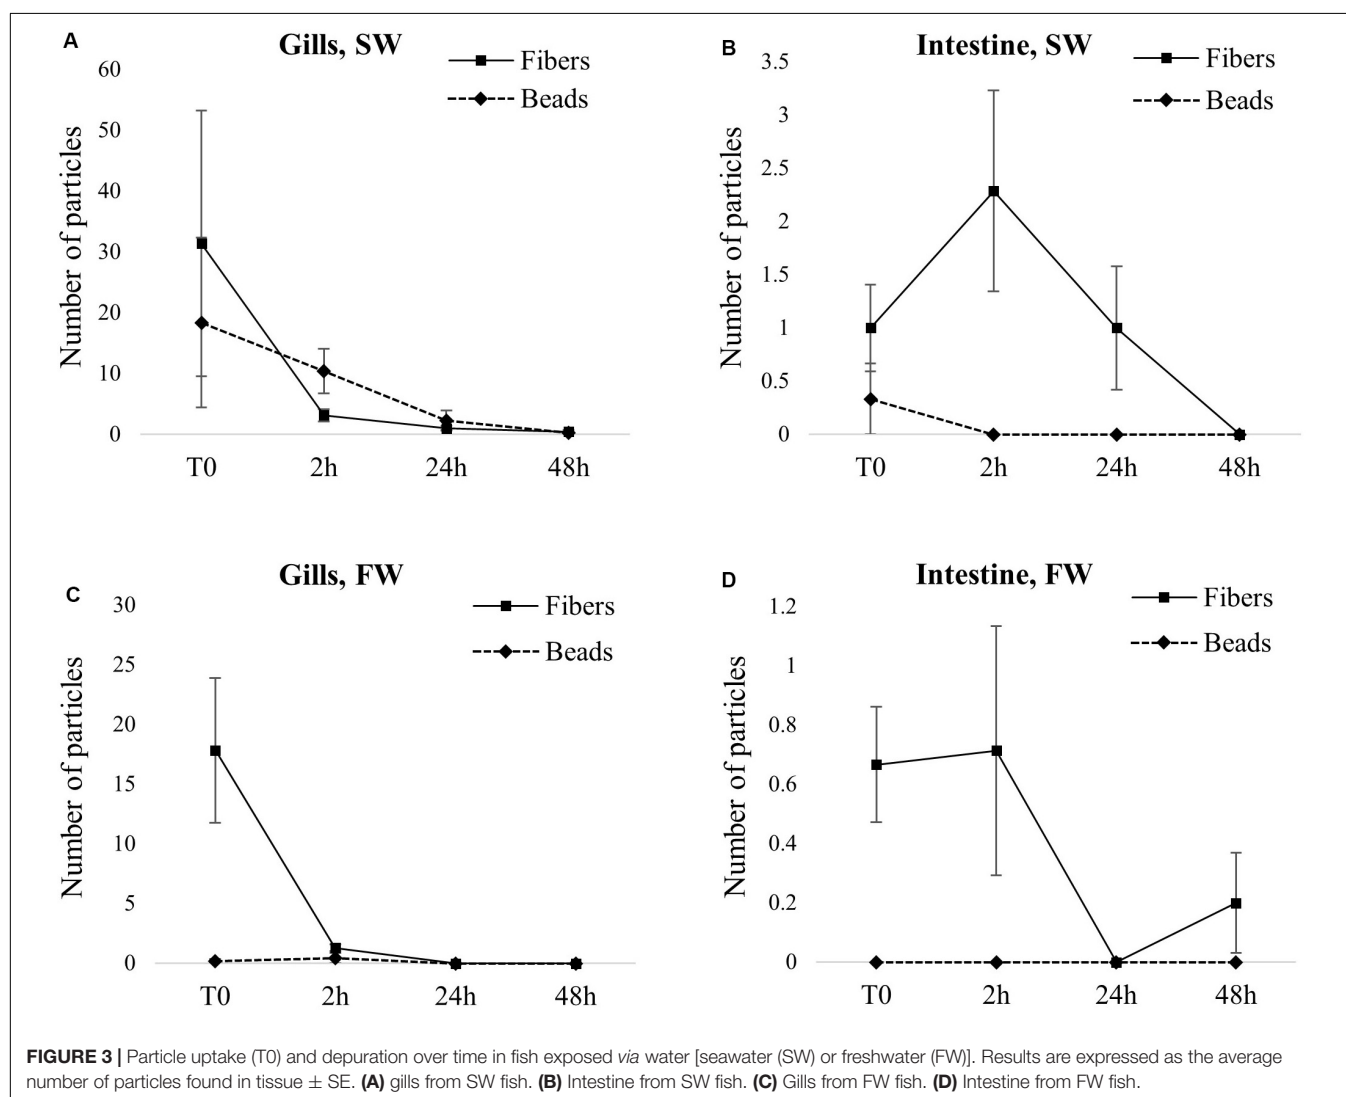 A
Gills, SW
Fibers
Beads
60
50
40
30
20
10
0
Number of particles
T0 2h 24h 48h
B
Intestine, SW
Fibers
Beads
3.5
3
2.5
2
1.5
1
0.5
0
Number of particles
T0 2h 24h 48h
C
Gills, FW
Fibers
Beads
30
25
20
15
10
5
0
Number of particles
T0 2h 24h 48h
D
Intestine, FW
Fibers
Beads
1.2
1
0.8
0.6
0.4
0.2
0
Number of particles
T0 2h 24h 48h
FIGURE 3 | Particle uptake (T0) and depuration over time in fish exposed via water [seawater (SW) or freshwater (FW)]. Results are expressed as the average
number of particles found in tissue ± SE. (A) gills from SW fish. (B) Intestine from SW fish. (C) Gills from FW fish. (D) Intestine from FW fish.